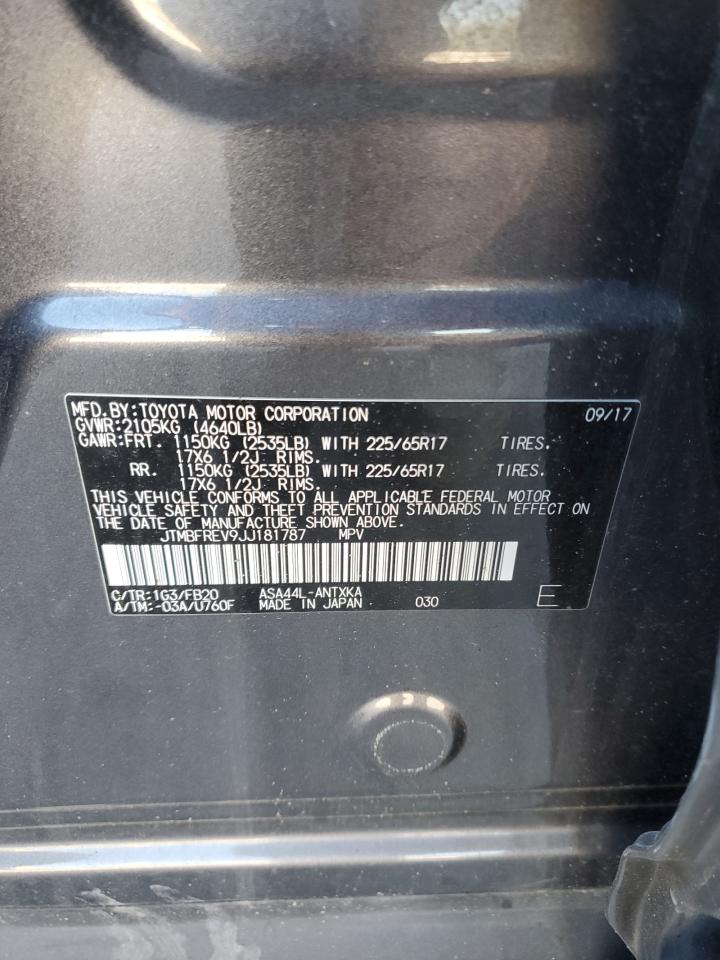 MFD.BY:TOYOTA MOTOR CORPORATION 09/17
GVWR:2105KG (4640LB)
GAWR:FRT. 1150KG (2535LB) WITH 225/65R17 TIRES.
17X6 1/2J RIMS.
RR. 1150KG (2535LB) WITH 225/65R17 TIRES.
17X6 1/2J RIMS.
THIS VEHICLE CONFORMS TO ALL APPLICABLE FEDERAL MOTOR
VEHICLE SAFETY AND THEFT PREVENTION STANDARDS IN EFFECT ON
THE DATE OF MANUFACTURE SHOWN ABOVE.
JTMBFREV9JJ181787 MPV
C/TR:1G3/FB20 ASA44L-ANTXKA
A/TM:-03A/U760F MADE IN JAPAN 030 E